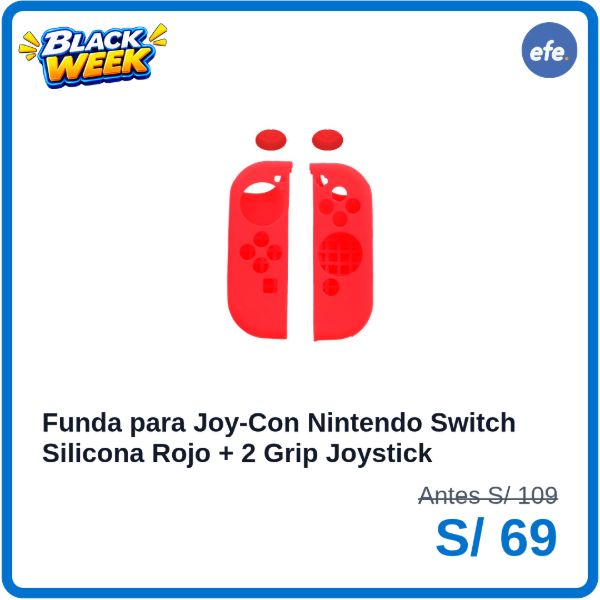 BLACK
WEEK
efe.
Funda para Joy-Con Nintendo Switch
Silicona Rojo + 2 Grip Joystick
Antes S/ 109
S/ 69